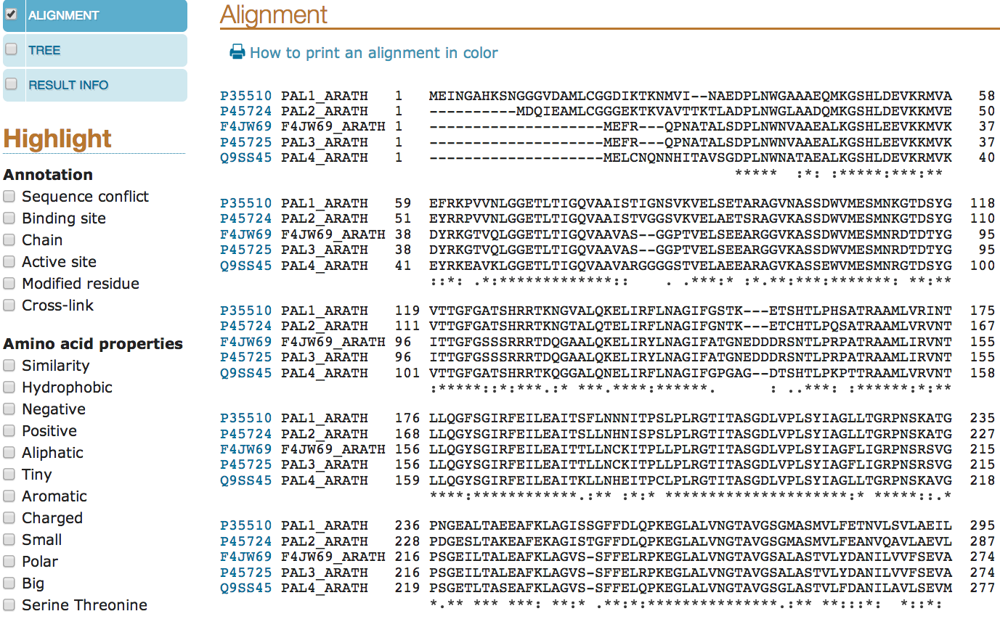 ALIGNMENT
TREE
RESULT INFO
Highlight
Annotation
Sequence conflict
Binding site
Chain
Active site
Modified residue
Cross-link
Amino acid properties
Similarity
Hydrophobic
Negative
Positive
Aliphatic
Tiny
Aromatic
Charged
Small
Polar
Big
Serine Threonine
Alignment
How to print an alignment in color
P35510 PAL1_ARATH 1 MEINGAHKSNGGGVDAMLCGGDIKTKNMVI--NAEDPLNWGAAAEQMKGSHLDEVKRMVA 58
P45724 PAL2_ARATH 1 ----------MDQIEAMLCGGGEKTKVAVTTKTLADPLNWGLAADQMKGSHLDEVKKMVE 50
F4JW69 F4JW69_ARATH 1 --------------------MEFR---QPNATALSDPLNWNVAAEALKGSHLEEVKKMVK 37
P45725 PAL3_ARATH 1 --------------------MEFR---QPNATALSDPLNWNVAAEALKGSHLEEVKKMVK 37
Q9SS45 PAL4_ARATH 1 --------------------MELCNQNNHITAVSGDPLNWNATAEALKGSHLDEVKKMVK 40
*****  :*: :*****:***:**
P35510 PAL1_ARATH 59 EFRKPVVNLGGETLTIGQVAAISTIGNSVKVELSETARAGVNASSDWVMESMNKGTDSYG 118
P45724 PAL2_ARATH 51 EYRRPVVNLGGETLTIGQVAAISTVGGSVKVELAETSRAGVKASSDWVMESMNKGTDSYG 110
F4JW69 F4JW69_ARATH 38 DYRKGTVQLGGETLTIGQVAAVAS--GGPTVELSEEARGGVKASSDWVMESMNRDTDTYG 95
P45725 PAL3_ARATH 38 DYRKGTVQLGGETLTIGQVAAVAS--GGPTVELSEEARGGVKASSDWVMESMNRDTDTYG 95
Q9SS45 PAL4_ARATH 41 EYRKEAVKLGGETLTIGQVAAVARGGGGSTVELAEEARAGVKASSEWVMESMNRGTDTYG 100
::*: .*:*************::     . .***:* :*.**:***:*******: **:**
P35510 PAL1_ARATH 119 VTTGFGATSHRRTKNGVALQKELIRFLNAGIFGSTK---ETSHTLPHSATRAAMLVRINT 175
P45724 PAL2_ARATH 111 VTTGFGATSHRRTKNGTALQTELIRFLNAGIFGNTK---ETCHTLPQSATRAAMLVRVNT 167
F4JW69 F4JW69_ARATH 96 ITTGFGSSSRRRTDQGAALQKELIRYLNAGIFATGNEDDDRSNTLPRPATRAAMLIRVNT 155
P45725 PAL3_ARATH 96 ITTGFGSSSRRRTDQGAALQKELIRYLNAGIFATGNEDDDRSNTLPRPATRAAMLIRVNT 155
Q9SS45 PAL4_ARATH 101 VTTGFGATSHRRTKQGGALQNELIRFLNAGIFGPGAG--DTSHTLPKPTTRAAMLVRVNT 158
:*****::*:***.:* ***.****:******.       : ..***: :******:*:**
P35510 PAL1_ARATH 176 LLQGFSGIRFEILEAITSFLNNNITPSLPLRGTITASGDLVPLSYIAGLLTGRPNSKATG 235
P45724 PAL2_ARATH 168 LLQGYSGIRFEILEAITSLLNHNISPSLPLRGTITASGDLVPLSYIAGLLTGRPNSKATG 227
F4JW69 F4JW69_ARATH 156 LLQGYSGIRFEILEAITTLLNCKITPLLPLRGTITASGDLVPLSYIAGFLIGRPNSRSVG 215
P45725 PAL3_ARATH 156 LLQGYSGIRFEILEAITTLLNCKITPLLPLRGTITASGDLVPLSYIAGFLIGRPNSRSVG 215
Q9SS45 PAL4_ARATH 159 LLQGYSGIRFEILEAITKLLNHEITPCLPLRGTITASGDLVPLSYIAGLLTGRPNSKAVG 218
****:************.:** :*:* *********************:* *****::.*
P35510 PAL1_ARATH 236 PNGEALTAEEAFKLAGISSGFFDLQPKEGLALVNGTAVGSGMASMVLFETNVLSVLAEIL 295
P45724 PAL2_ARATH 228 PDGESLTAKEAFEKAGISTGFFDLQPKEGLALVNGTAVGSGMASMVLFEANVQAVLAEVL 287
F4JW69 F4JW69_ARATH 216 PSGEILTALEAFKLAGVS-SFFELRPKEGLALVNGTAVGSALASTVLYDANILVVFSEVA 274
P45725 PAL3_ARATH 216 PSGEILTALEAFKLAGVS-SFFELRPKEGLALVNGTAVGSALASTVLYDANILVVFSEVA 274
Q9SS45 PAL4_ARATH 219 PSGETLTASEAFKLAGVS-SFFELQPKEGLALVNGTAVGSGLASTVLFDANILAVLSEVM 277
*.** *** ***: **:* .**:*:***************.:** **::::*:  *::*: